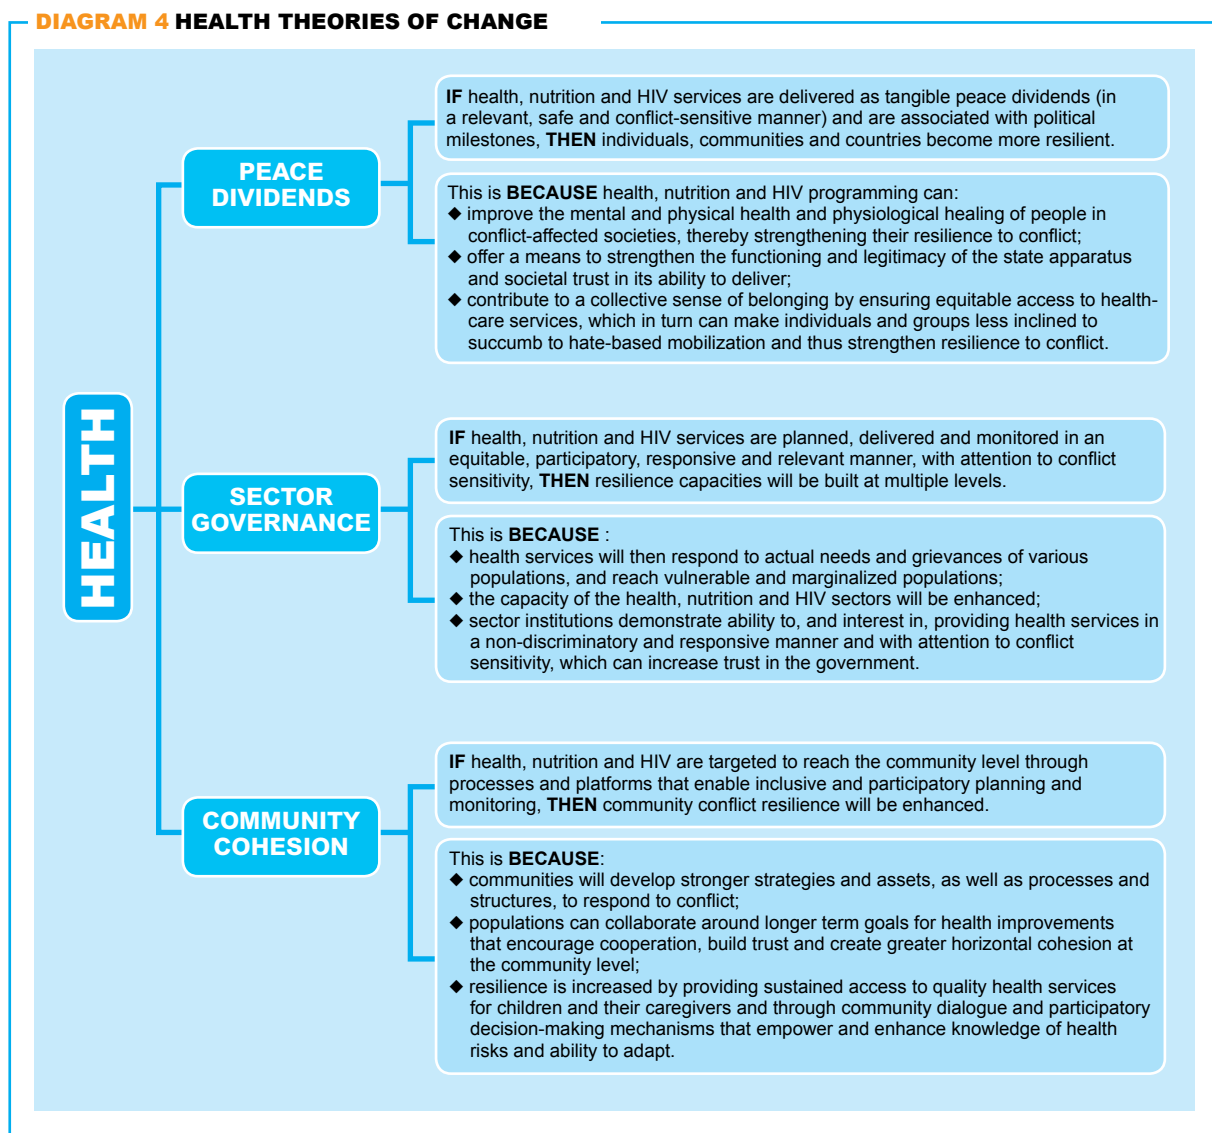 DIAGRAM 4 HEALTH THEORIES OF CHANGE
HEALTH
PEACE
DIVIDENDS
IF health, nutrition and HIV services are delivered as tangible peace dividends (in
a relevant, safe and conflict-sensitive manner) and are associated with political
milestones, THEN individuals, communities and countries become more resilient.
This is BECAUSE health, nutrition and HIV programming can:
◆ improve the mental and physical health and physiological healing of people in
conflict-affected societies, thereby strengthening their resilience to conflict;
◆ offer a means to strengthen the functioning and legitimacy of the state apparatus
and societal trust in its ability to deliver;
◆ contribute to a collective sense of belonging by ensuring equitable access to health-
care services, which in turn can make individuals and groups less inclined to
succumb to hate-based mobilization and thus strengthen resilience to conflict.
SECTOR
GOVERNANCE
IF health, nutrition and HIV services are planned, delivered and monitored in an
equitable, participatory, responsive and relevant manner, with attention to conflict
sensitivity, THEN resilience capacities will be built at multiple levels.
This is BECAUSE :
◆ health services will then respond to actual needs and grievances of various
populations, and reach vulnerable and marginalized populations;
◆ the capacity of the health, nutrition and HIV sectors will be enhanced;
◆ sector institutions demonstrate ability to, and interest in, providing health services in
a non-discriminatory and responsive manner and with attention to conflict
sensitivity, which can increase trust in the government.
COMMUNITY
COHESION
IF health, nutrition and HIV are targeted to reach the community level through
processes and platforms that enable inclusive and participatory planning and
monitoring, THEN community conflict resilience will be enhanced.
This is BECAUSE:
◆ communities will develop stronger strategies and assets, as well as processes and
structures, to respond to conflict;
◆ populations can collaborate around longer term goals for health improvements
that encourage cooperation, build trust and create greater horizontal cohesion at
the community level;
◆ resilience is increased by providing sustained access to quality health services
for children and their caregivers and through community dialogue and participatory
decision-making mechanisms that empower and enhance knowledge of health
risks and ability to adapt.